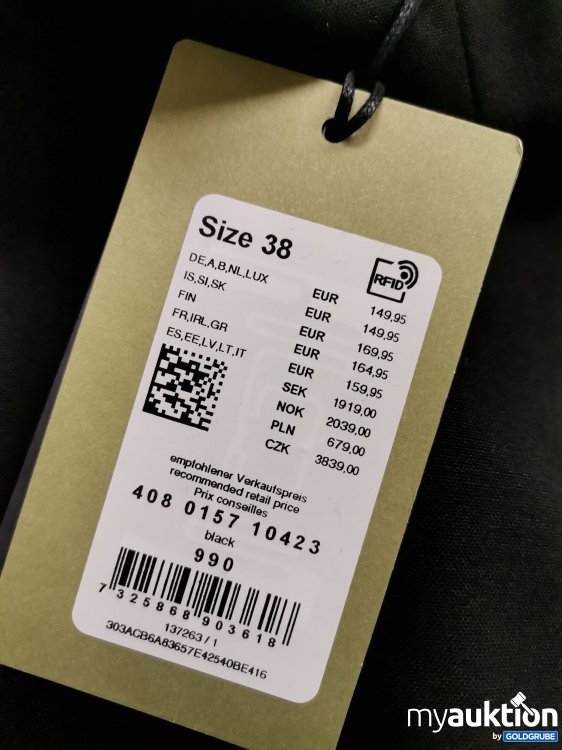 Size 38
RFID
DE,A,B,NL,LUX EUR 149,95
IS,SI,SK EUR 149,95
FIN EUR 169,95
FR,IRL,GR EUR 164,95
ES,EE,LV,LT,IT EUR 159,95
SEK 1919,00
NOK 2039,00
PLN 679,00
CZK 3839,00
empfohlener Verkaufspreis
recommended retail price
Prix conseilles
408 0157 10423
black
990
7 325868 903618
137263 / 1
303ACB6A83657E42540BE416
myauktion
by GOLDGRUBE